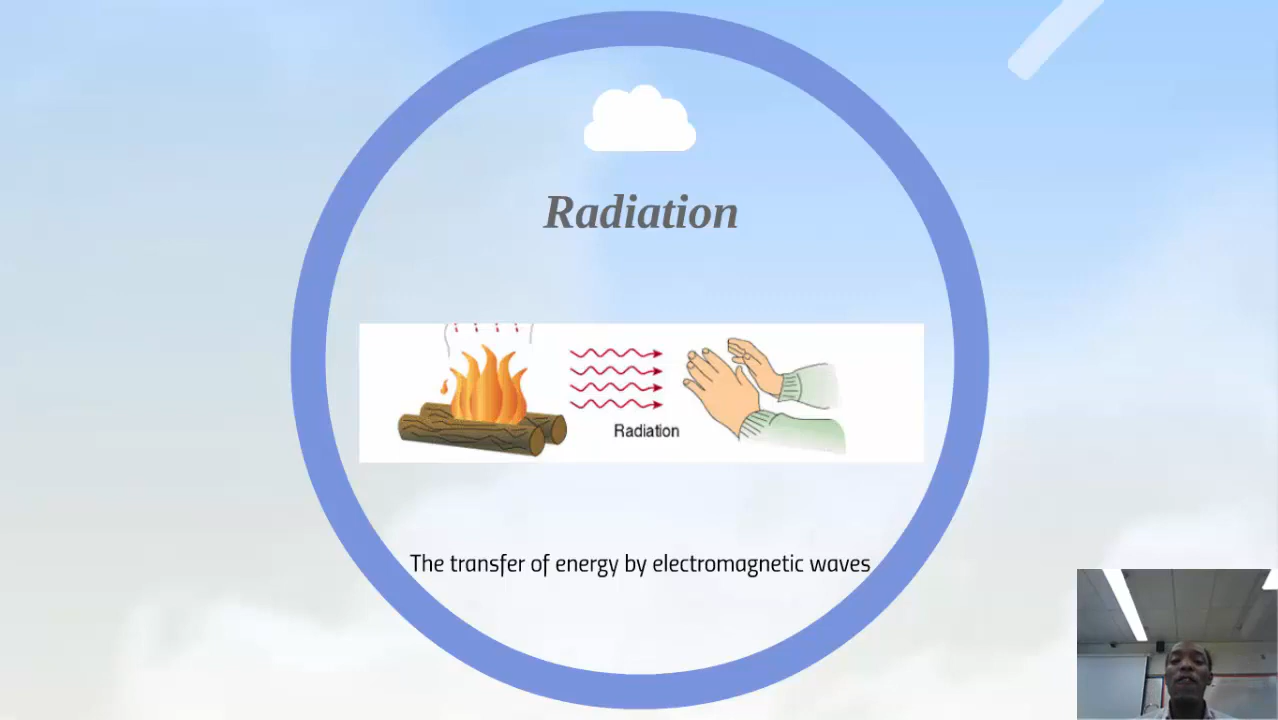 Radiation
Radiation
The transfer of energy by electromagnetic waves